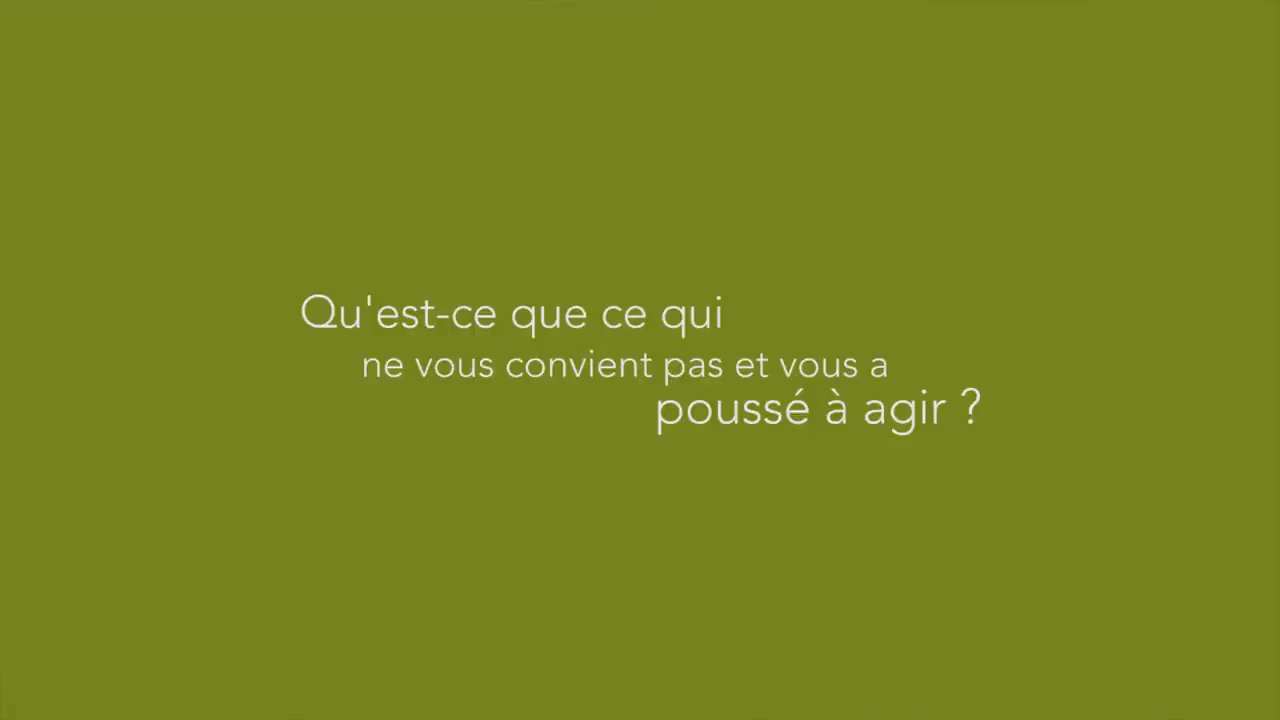 Qu'est-ce que ce qui
ne vous convient pas et vous a
poussé à agir ?